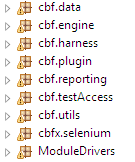 cbf.data
cbf.engine
cbf.harness
cbf.plugin
cbf.reporting
cbf.testAccess
cbf.utils
cbfx.selenium
ModuleDrivers